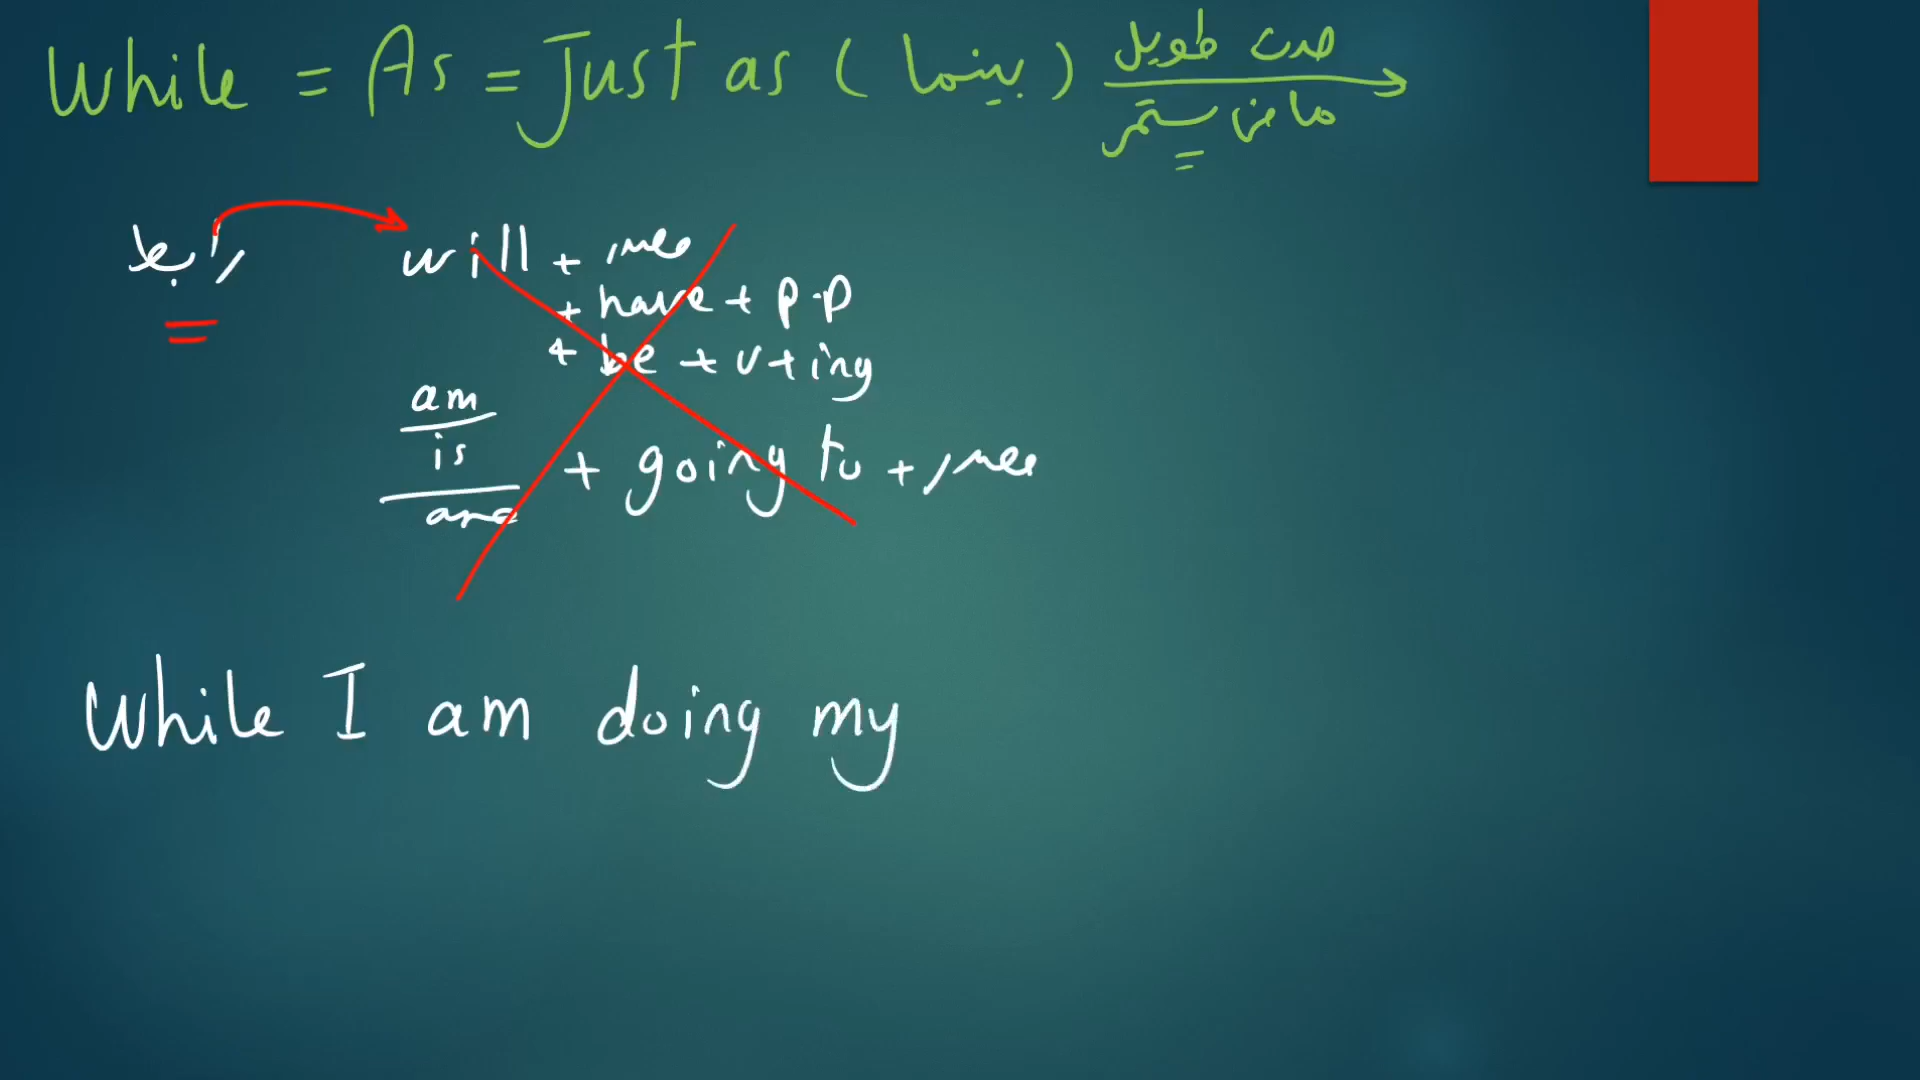 While = As = Just as ( بينما ) حدث طويل
ماضى مستمر
رابط will + مصدر
+ have + p.p
+ be + v + ing
am
is + going to + مصدر
are
While I am doing my